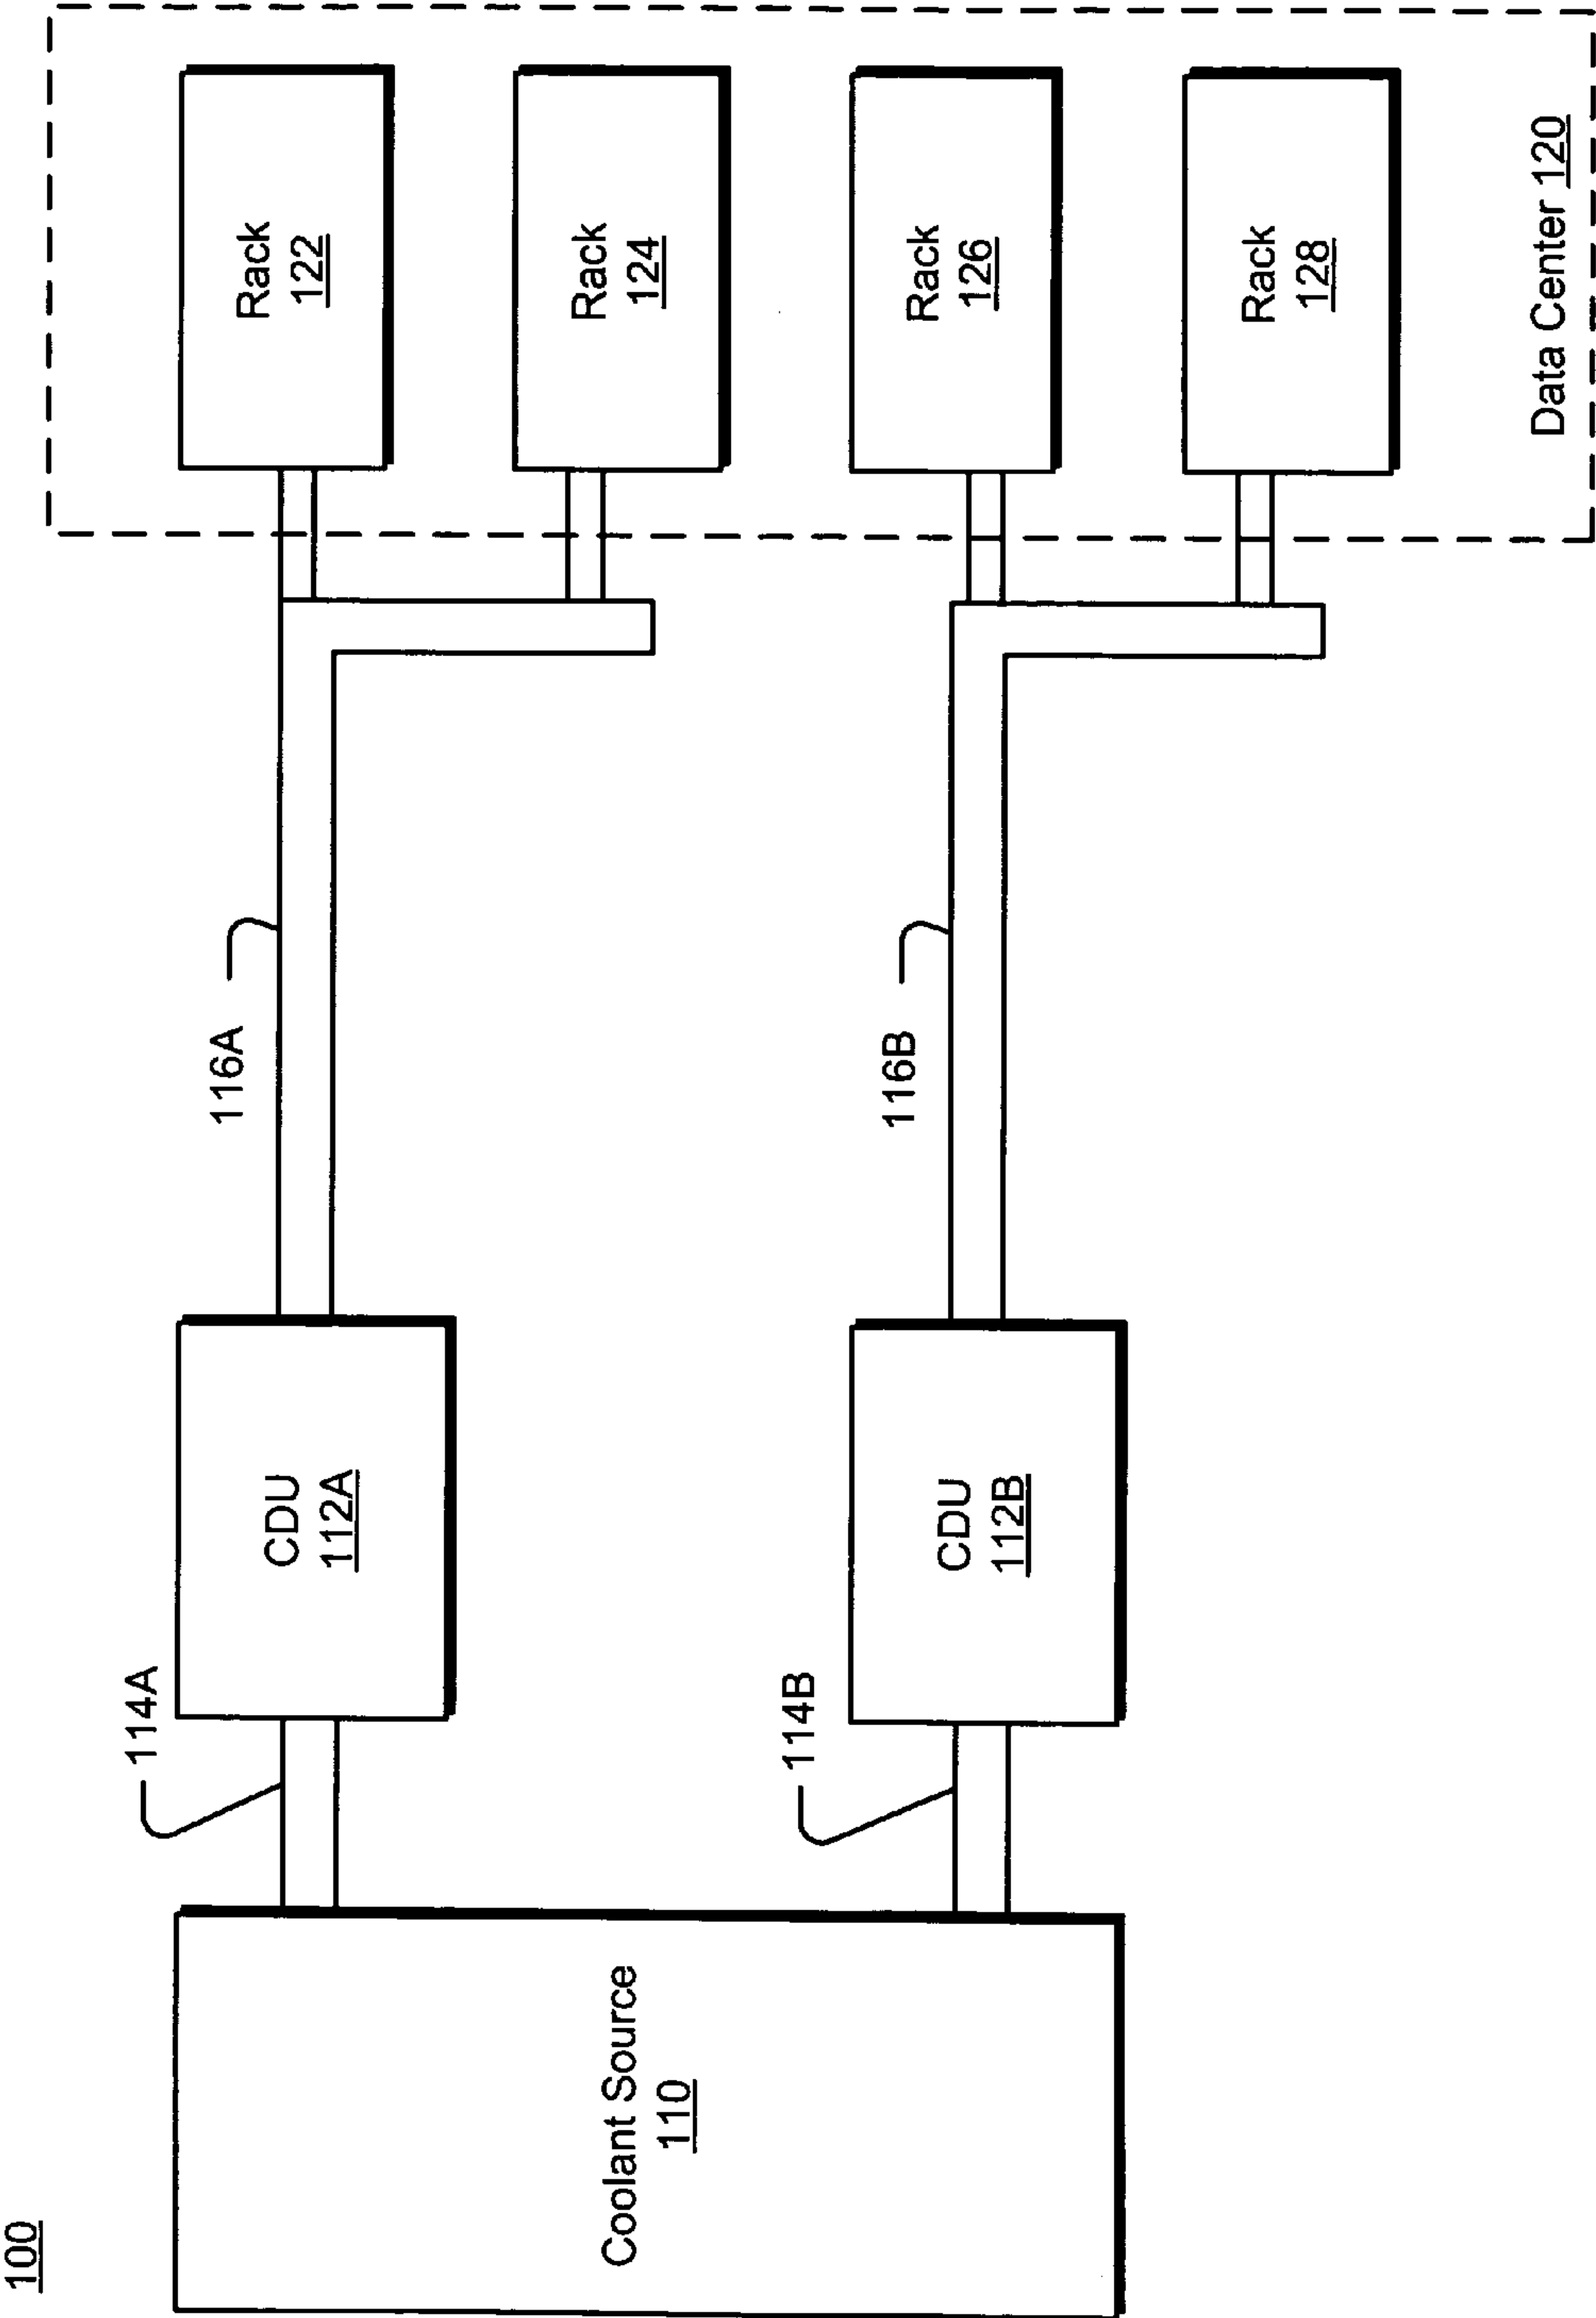 100
Coolant Source
110
114A
114B
CDU
112A
CDU
112B
116A
116B
Rack
122
Rack
124
Rack
126
Rack
128
Data Center 120